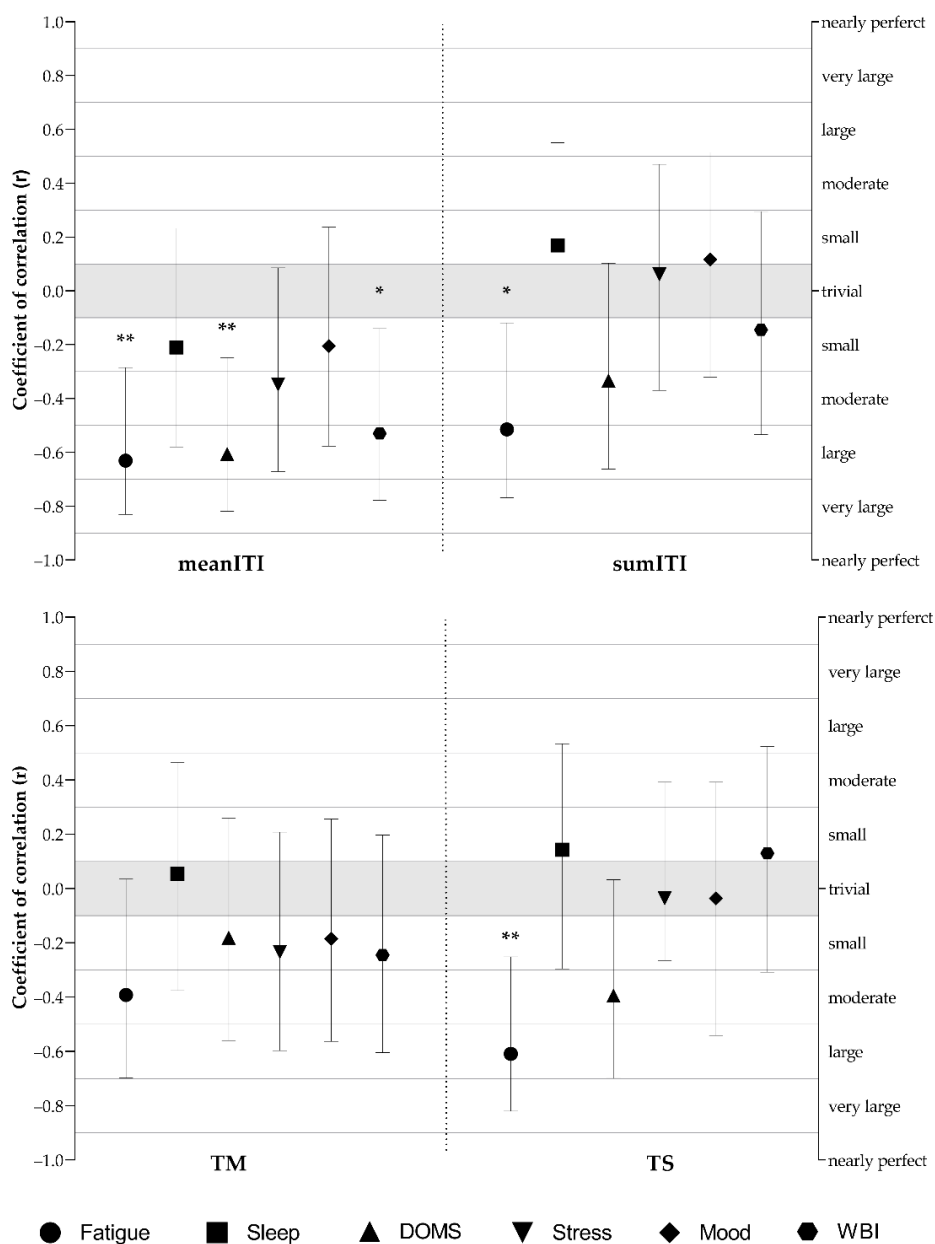 1.0 nearly perferct
0.8 very large
0.6 large
0.4 moderate
0.2 small
0.0 * * trivial
** ** −0.2 small
−0.4 moderate
−0.6 large
−0.8 very large
−1.0 nearly perfect
Coefficient of correlation (r)
meanITI sumITI
1.0 nearly perferct
0.8 very large
0.6 large
0.4 moderate
0.2 small
0.0 trivial
−0.2 ** small
−0.4 moderate
−0.6 large
−0.8 very large
−1.0 nearly perfect
Coefficient of correlation (r)
TM TS
Fatigue Sleep DOMS Stress Mood WBI